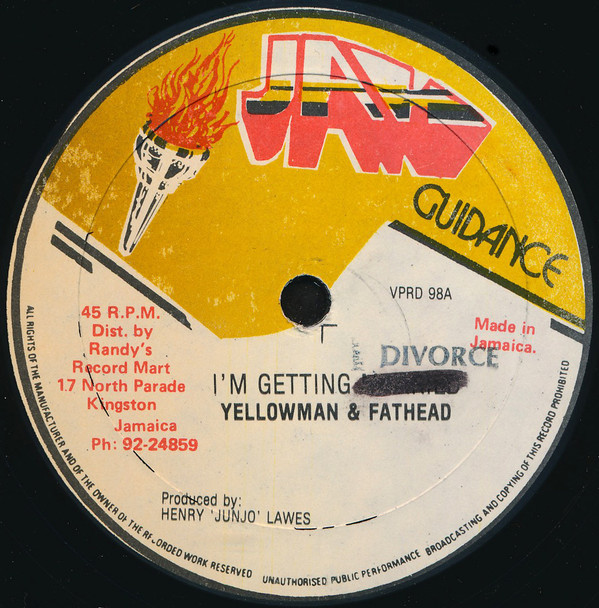 JAH
GUIDANCE
VPRD 98A
45 R.P.M.
Dist. by
Randy's
Record Mart
17 North Parade
Kingston
Jamaica
Ph: 92-24859
Made in
Jamaica.
DIVORCE
I'M GETTING
YELLOWMAN & FATHEAD
Produced by:
HENRY 'JUNJO' LAWES
ALL RIGHTS OF THE MANUFACTURER AND OF THE OWNER OF THE RECORDED WORK RESERVED UNAUTHORISED PUBLIC PERFORMANCE BROADCASTING AND COPYING OF THIS RECORD PROHIBITED